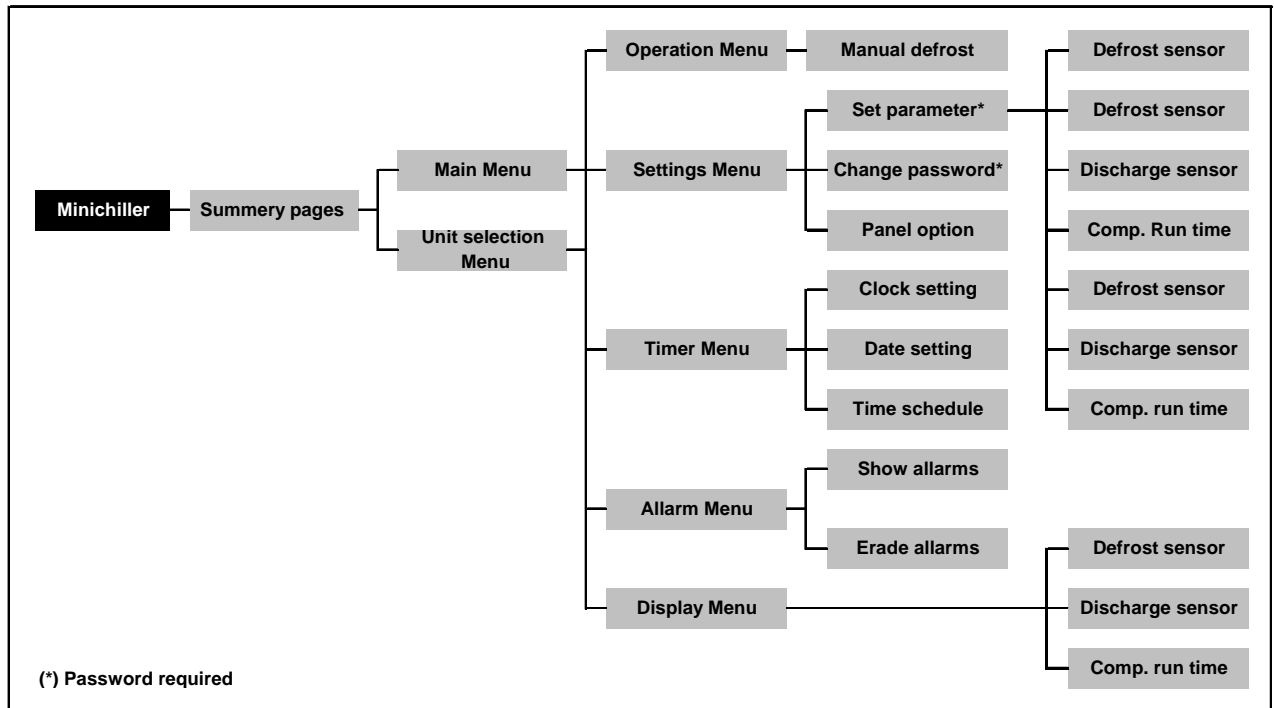 Operation Menu
Manual defrost
Defrost sensor
Set parameter*
Defrost sensor
Main Menu
Settings Menu
Change password*
Discharge sensor
Minichiller
Summery pages
Unit selection
Menu
Panel option
Comp. Run time
Clock setting
Defrost sensor
Timer Menu
Date setting
Discharge sensor
Time schedule
Comp. run time
Show allarms
Allarm Menu
Erade allarms
Defrost sensor
Display Menu
Discharge sensor
Comp. run time
(*) Password required